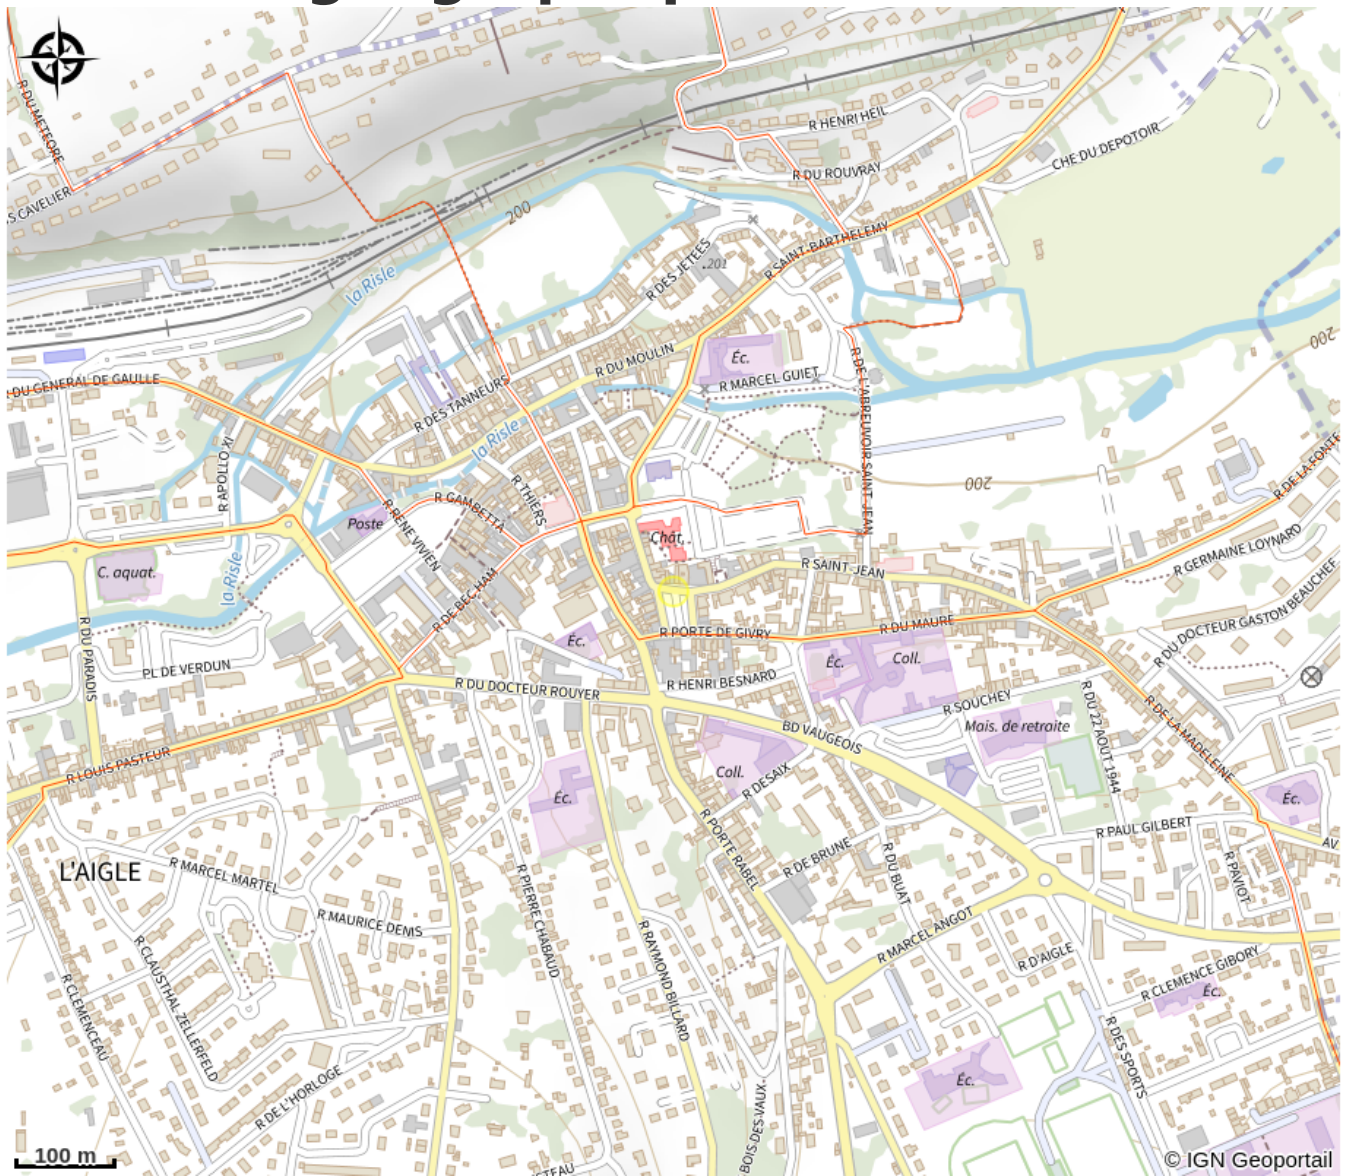 R DU METEORE
S CAVELIER
R HENRI HEIL
R DU ROUVRAY
CHE DU DEPOTOIR
200
la Risle
R DES JETEES
.201
R SAINT-BARTHELEMY
200
DU GENERAL DE GAULLE
R DU MOULIN
Éc.
R MARCEL GUIET
R DE L'ABREUVOIR SAINT-JEAN
R DES TANNEURS
la Risle
R APOLLO XI
R THIERS
200
R DE LA FONTE
Poste
R RENE VIVIEN
R GAMBETTA
Chât.
C. aquat.
la Risle
R DE BEC HAM
R SAINT-JEAN
R GERMAINE LOYNARD
R DU DOCTEUR GASTON BEAUCHEF
R DU PARADIS
PL DE VERDUN
Éc.
R PORTE DE GIVRY
R DU MAURE
Éc.
Coll.
R DU DOCTEUR ROUYER
R HENRI BESNARD
R SOUCHEY
R DU 22 AOUT 1944
R DE LA MADELEINE
BD VAUGEOIS
Mais. de retraite
R LOUIS PASTEUR
Coll.
R DESAIX
Éc.
Éc.
R PORTE RABEL
R PAUL GILBERT
AV
L'AIGLE
R MARCEL MARTEL
R DE BRUNE
R DU BUAT
R PAVIOT
R MAURICE DENIS
R PIERRE CHABAUD
R RAYMOND BILLARD
R MARCEL ANGOT
R D'AIGLE
R CLEMENCE GIBORY
Éc.
R CLEMENCEAU
R CLAUSTHAL ZELLERFELD
R DES SPORTS
R DE L'HORLOGE
Éc.
BOIS DES VAUX
STEAU
100 m
© IGN Geoportail